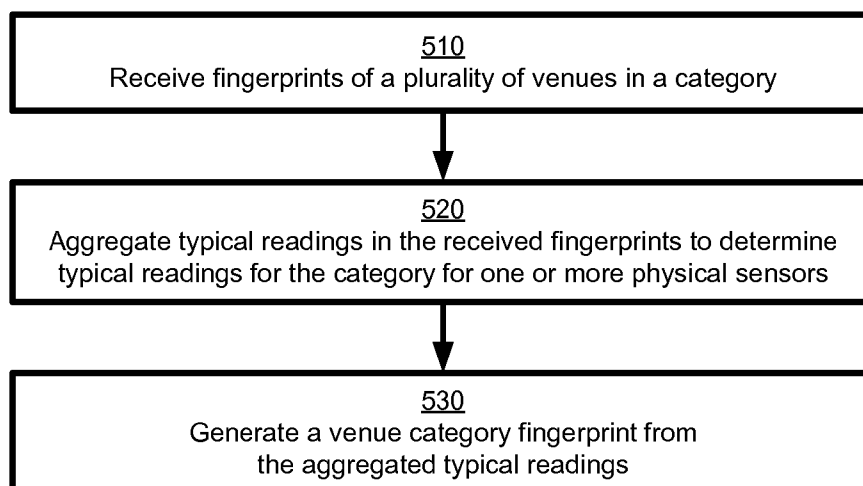 510
Receive fingerprints of a plurality of venues in a category
520
Aggregate typical readings in the received fingerprints to determine
typical readings for the category for one or more physical sensors
530
Generate a venue category fingerprint from
the aggregated typical readings